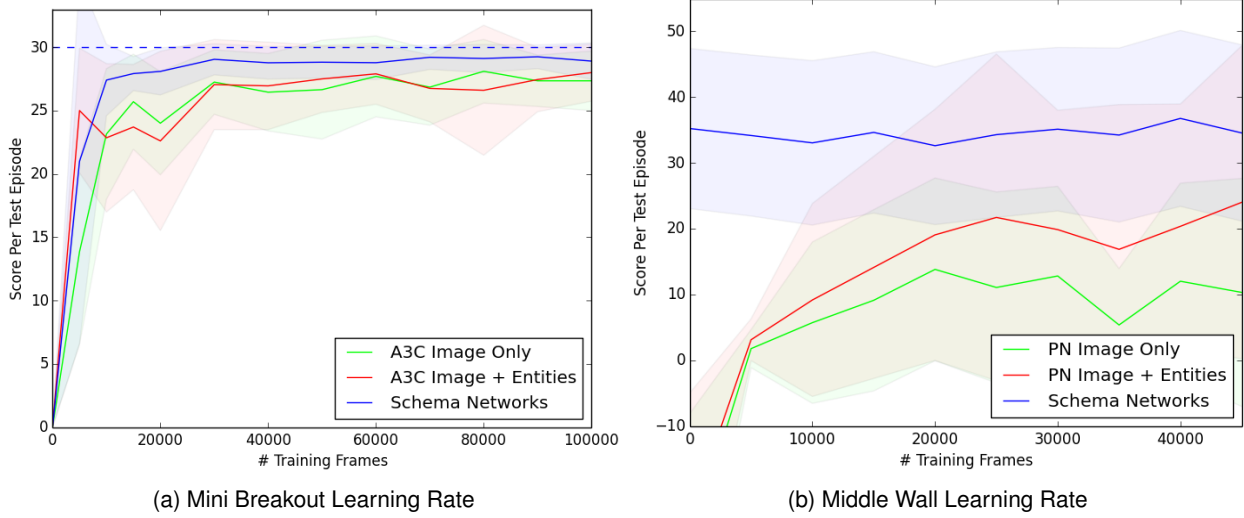 30
25
20
15
10
5
0
Score Per Test Episode
A3C Image Only
A3C Image + Entities
Schema Networks
0 20000 40000 60000 80000 100000
# Training Frames
(a) Mini Breakout Learning Rate
50
40
30
20
10
0
−10
Score Per Test Episode
PN Image Only
PN Image + Entities
Schema Networks
0 10000 20000 30000 40000
# Training Frames
(b) Middle Wall Learning Rate